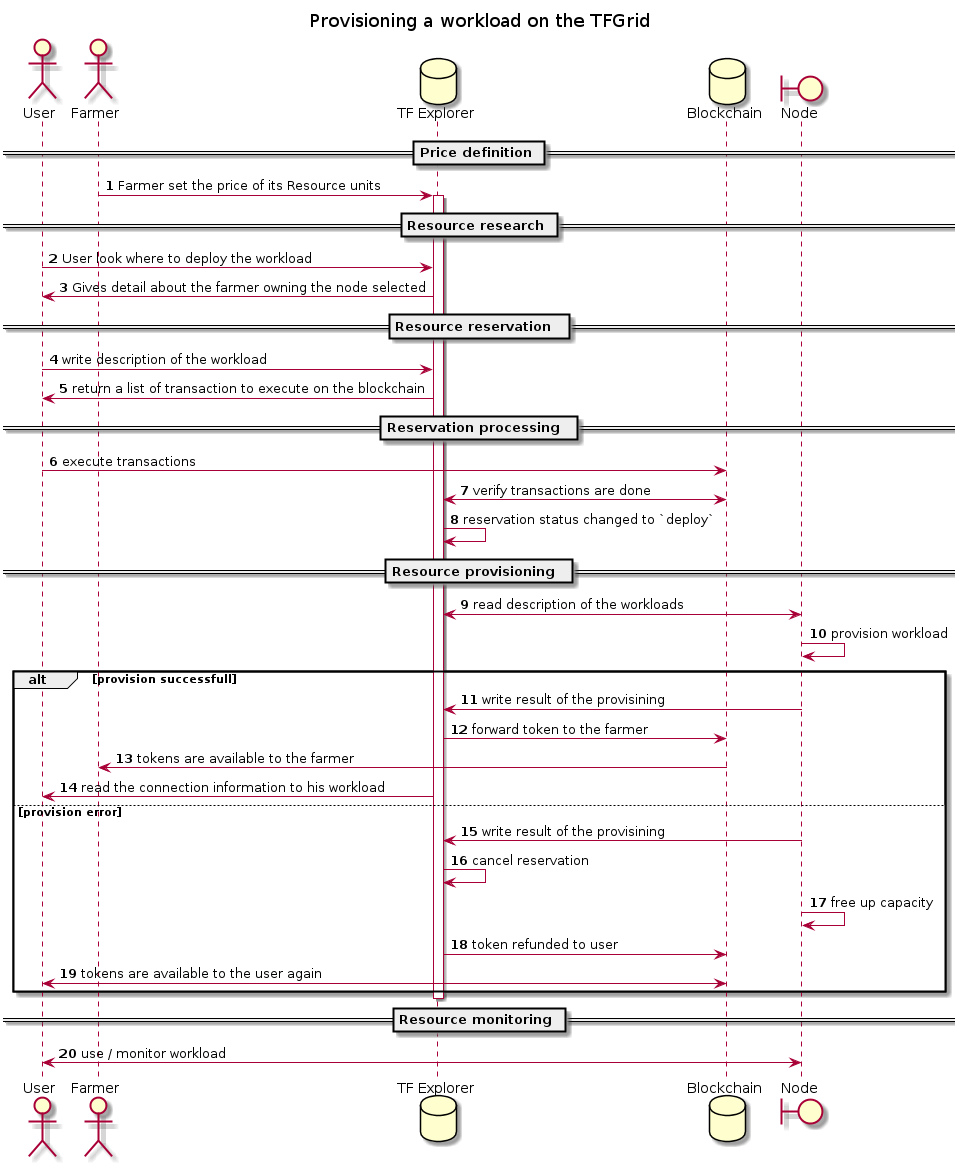 Provisioning a workload on the TFGrid
User Farmer TF Explorer Blockchain Node
Price definition
1 Farmer set the price of its Resource units
Resource research
2 User look where to deploy the workload
3 Gives detail about the farmer owning the node selected
Resource reservation
4 write description of the workload
5 return a list of transaction to execute on the blockchain
Reservation processing
6 execute transactions
7 verify transactions are done
8 reservation status changed to `deploy`
Resource provisioning
9 read description of the workloads
10 provision workload
alt [provision successfull]
11 write result of the provisining
12 forward token to the farmer
13 tokens are available to the farmer
14 read the connection information to his workload
[provision error]
15 write result of the provisining
16 cancel reservation
17 free up capacity
18 token refunded to user
19 tokens are available to the user again
Resource monitoring
20 use / monitor workload
User Farmer TF Explorer Blockchain Node